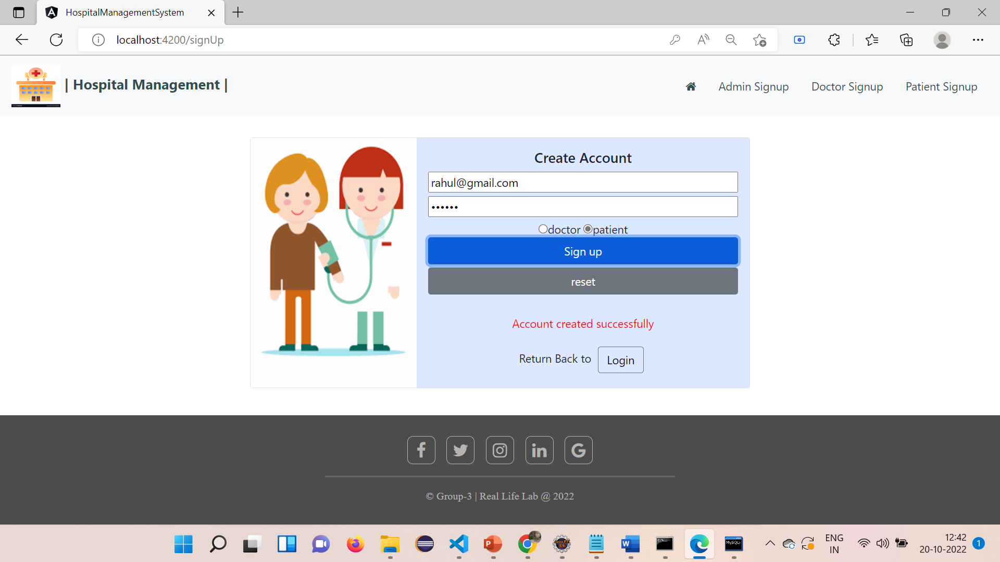 HospitalManagementSystem
localhost:4200/signUp
| Hospital Management |
Admin Signup
Doctor Signup
Patient Signup
Create Account
rahul@gmail.com
••••••
doctor patient
Sign up
reset
Account created successfully
Return Back to
Login
© Group-3 | Real Life Lab @ 2022
ENG
IN
12:42
20-10-2022
1